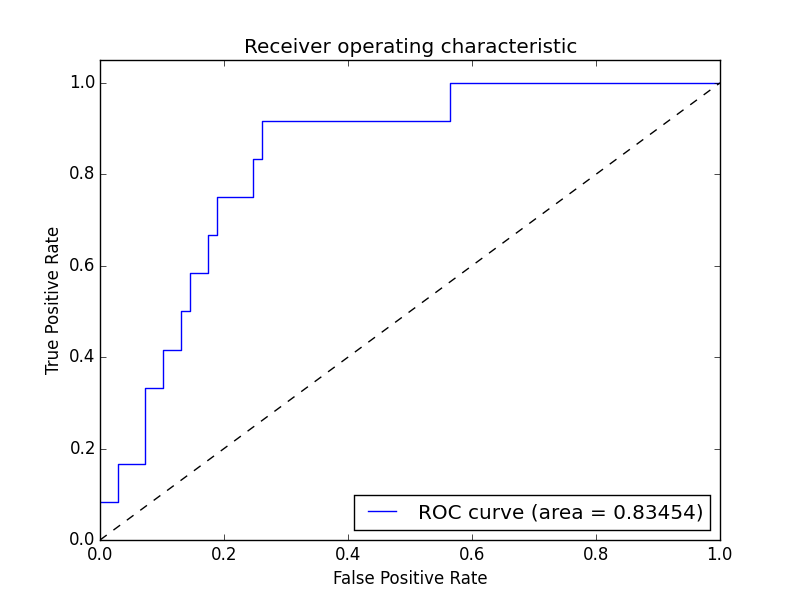 Receiver operating characteristic
1.0
0.8
0.6
0.4
0.2
0.0
True Positive Rate
ROC curve (area = 0.83454)
0.0 0.2 0.4 0.6 0.8 1.0
False Positive Rate